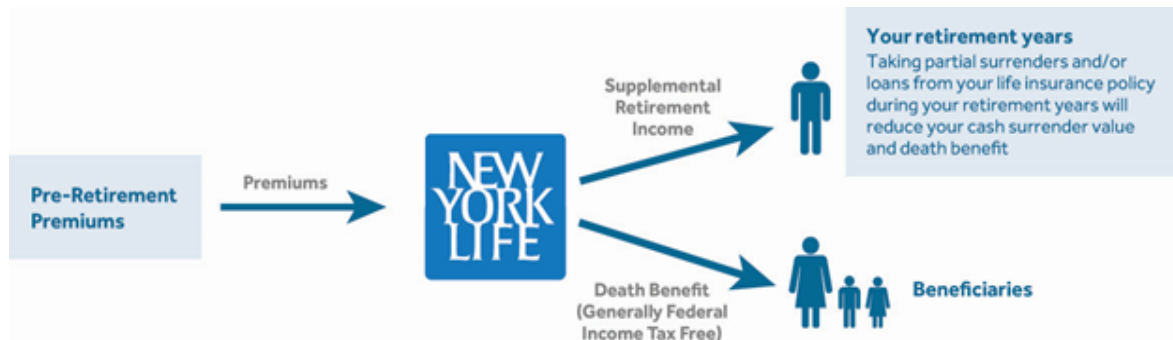 Pre-Retirement
Premiums
Premiums
NEW
YORK
LIFE
Supplemental
Retirement
Income
Your retirement years
Taking partial surrenders and/or
loans from your life insurance policy
during your retirement years will
reduce your cash surrender value
and death benefit
Death Benefit
(Generally Federal
Income Tax Free)
Beneficiaries